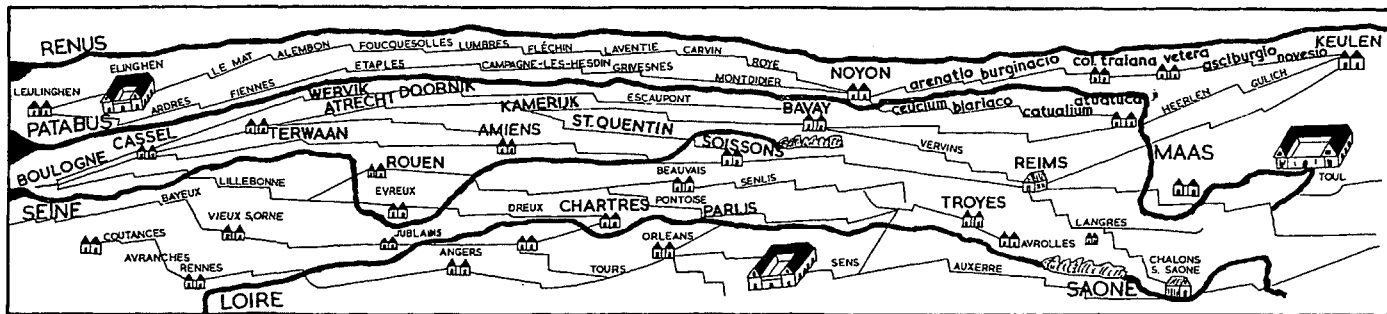 RENUS
ELINGHEN
LEULINGHEN
LE MAT
ALEMBON
FOUCQUESOLLES
LUMBRES
FLÉCHIN
LAVENTIE
CARVIN
ROYE
NOYON
arenatio
burginacio
col. traiana
vetera
asciburgio
novesio
KEULEN
PATABUS
ARDRES
FIENNES
ETAPLES
CAMPAGNE-LES-HESDIN
GRIVESNES
MONTDIDIER
ceucium
blariaco
catualium
atuatuca
HEERLEN
GULICH
BOULOGNE
CASSEL
WERVIK
ATRECHT
DOORNIK
KAMERIJK
ESCAUPONT
BAVAY
TERWAAN
AMIENS
ST. QUENTIN
SOISSONS
VERVINS
REIMS
MAAS
TOUL
SEINE
BAYEUX
LILLEBONNE
ROUEN
EVREUX
DREUX
BEAUVAIS
PONTOISE
SENLIS
PARIJS
TROYES
LANGRES
COUTANCES
VIEUX S,ORNE
JUBLAINS
CHARTRES
ORLEANS
AVROLLES
AVRANCHES
RENNES
ANGERS
TOURS
SENS
AUXERRE
CHALONS
S. SAONE
LOIRE
SAONE